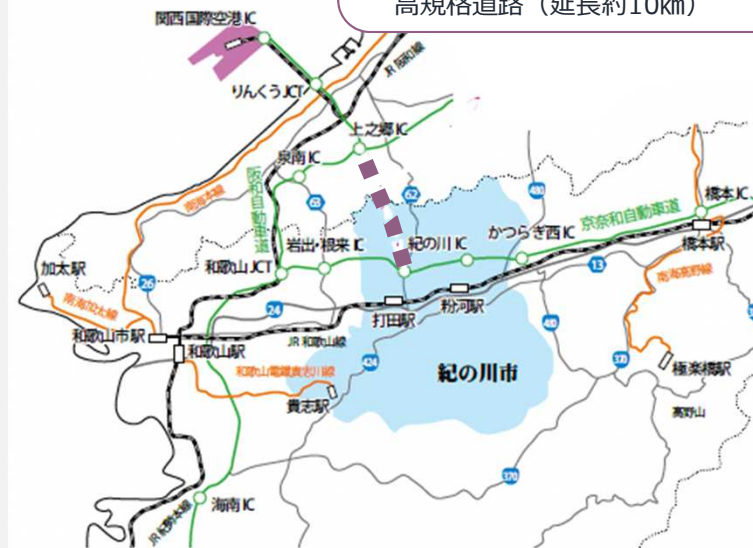 高規格道路（延長約10km）
関西国際空港IC
JR阪和線
りんくうJCT
上之郷IC
泉南IC
阪和自動車道
南海本線
63
62
480
橋本IC
京奈和自動車道
かつらぎ西IC
紀の川IC
岩出・根来IC
和歌山JCT
橋本駅
加太駅
13
南海高野線
26
南海加太線
24
打田駅
粉河駅
480
和歌山市駅
JR和歌山線
和歌山駅
424
370
極楽橋駅
和歌山電鐵貴志川線
紀の川市
貴志駅
高野山
370
海南IC
JR紀勢本線